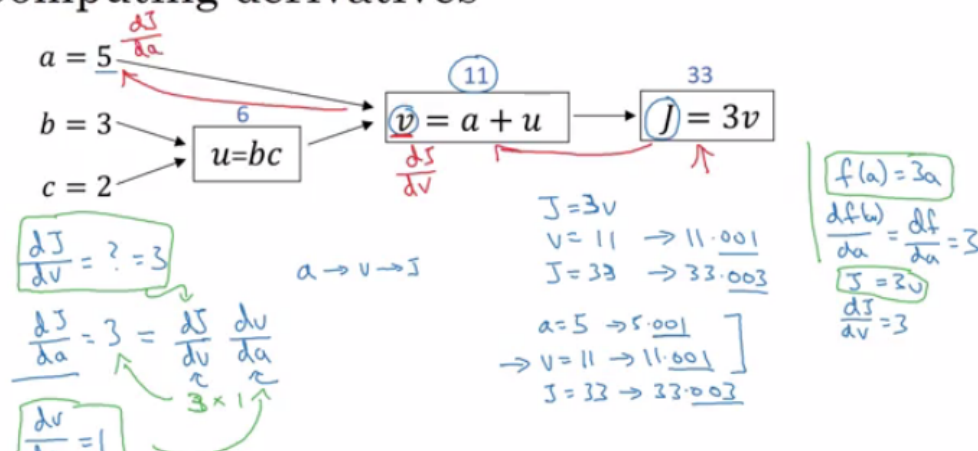 computing derivatives
dJ/da
a = 5
11
33
b = 3
6
v = a + u
J = 3v
u=bc
c = 2
dJ/dv
f(a) = 3a
df(a)/da = df/da = 3
J = 3v
dJ/dv = 3
J = 3v
v = 11 → 11.001
J = 33 → 33.003
dJ/dv = ? = 3
a → v → J
dJ/da = 3 = dJ/dv dv/da
3 × 1
a = 5 → 5.001
→ v = 11 → 11.001
J = 33 → 33.003
dv/ = 1